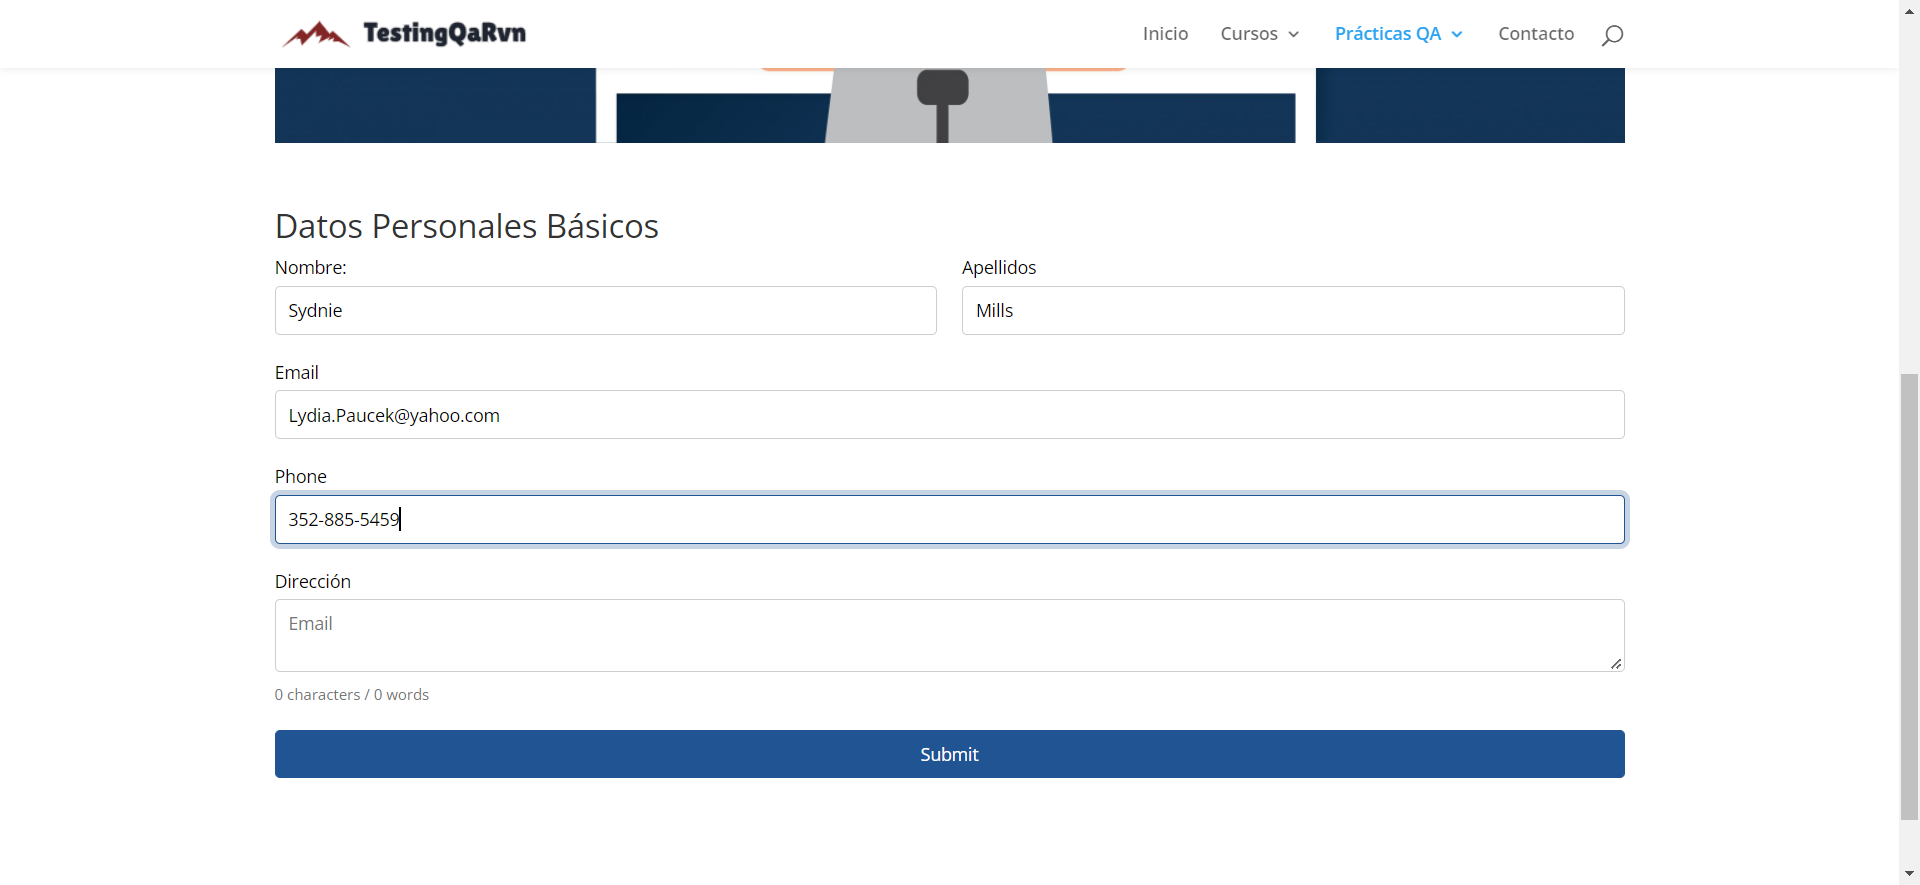 TestingQaRvn
Inicio Cursos Prácticas QA Contacto
Datos Personales Básicos
Nombre: Apellidos
Sydnie Mills
Email
Lydia.Paucek@yahoo.com
Phone
352-885-5459
Dirección
Email
0 characters / 0 words
Submit